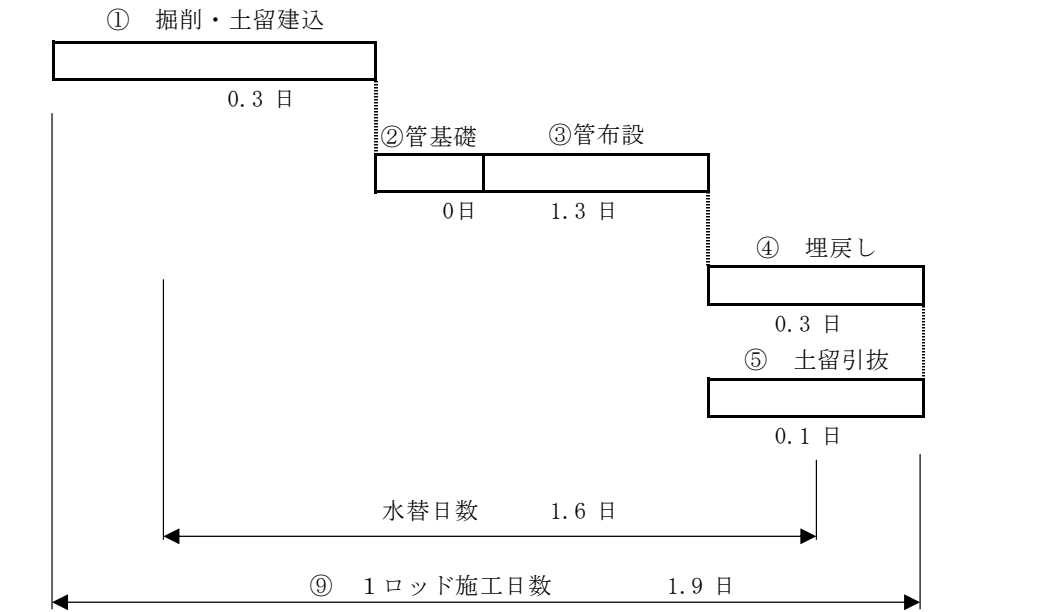 ① 掘削・土留建込
0.3 日
②管基礎 ③管布設
0日 1.3 日
④ 埋戻し
0.3 日
⑤ 土留引抜
0.1 日
水替日数 1.6 日
⑨ 1ロッド施工日数 1.9 日